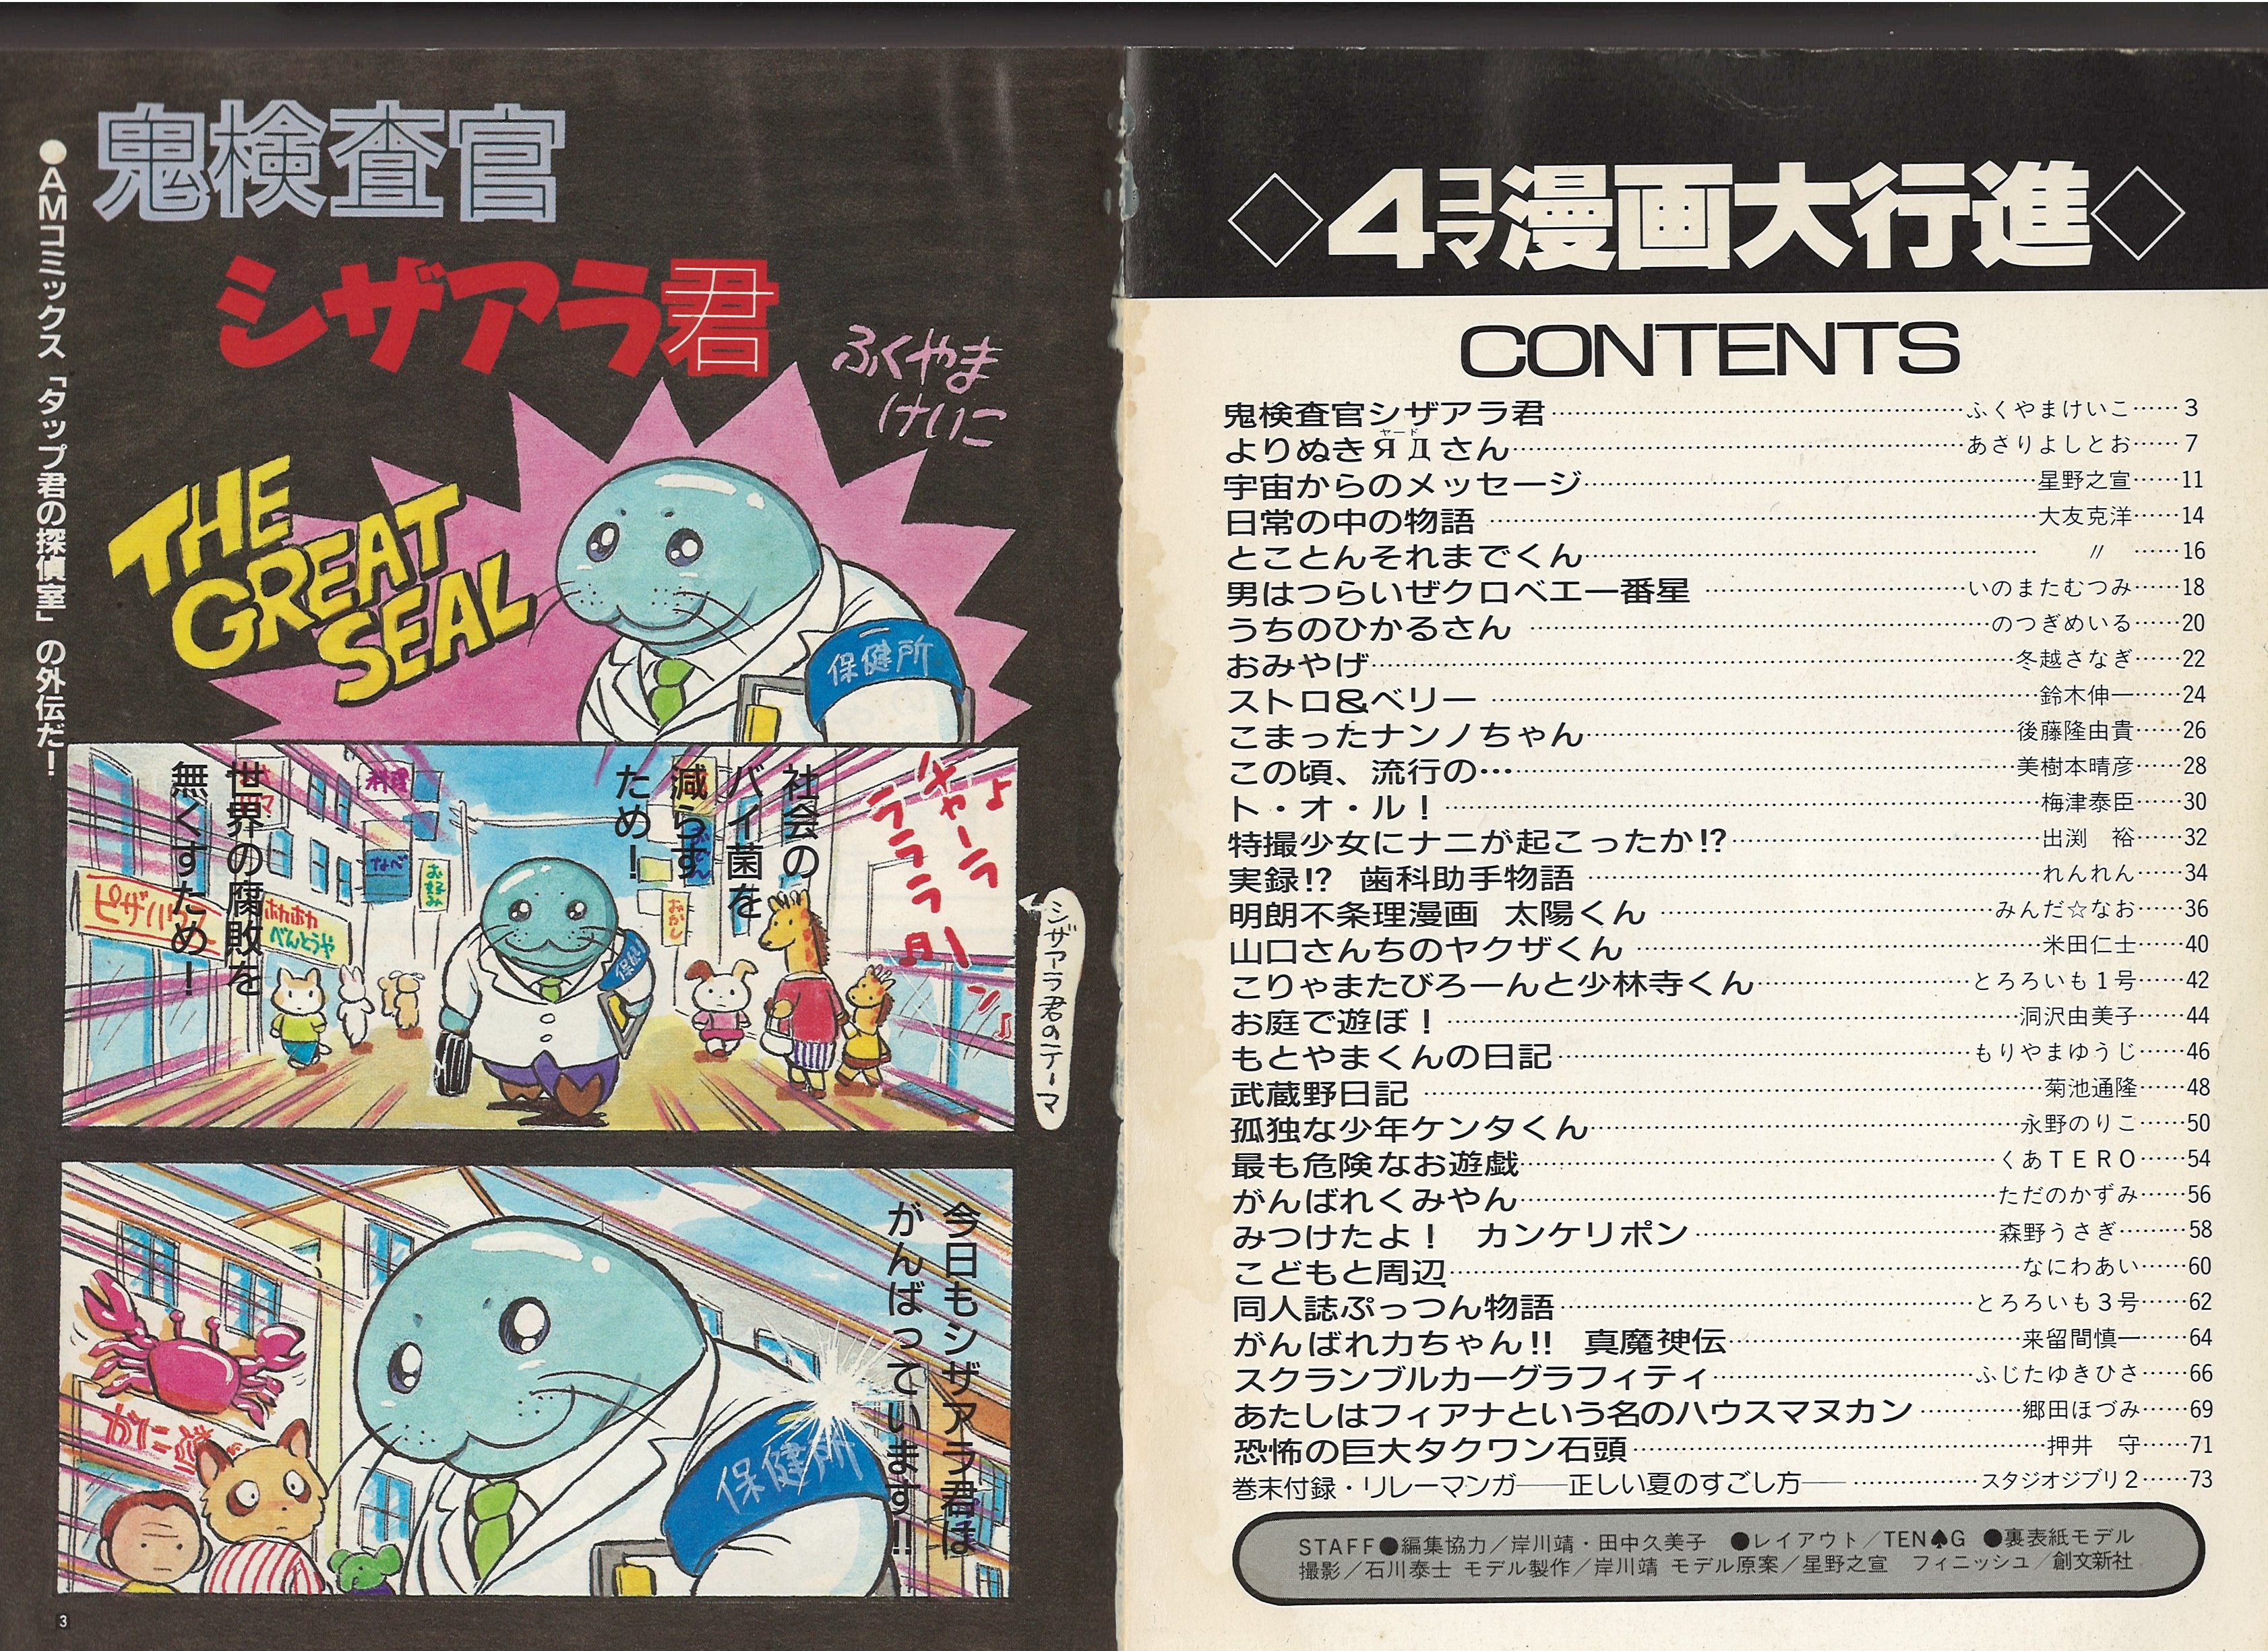 ◇4コマ漫画大行進◇
CONTENTS
鬼検査官シザアラ君……ふくやまけいこ……3
よりぬきЯДさん……あさりよしとお……7
ヤード
宇宙からのメッセージ……星野之宣……11
日常の中の物語……大友克洋……14
とことんそれまでくん……〃……16
男はつらいぜクロベエ一番星……いのまたむつみ……18
うちのひかるさん……のつぎめいる……20
おみやげ……冬越さなぎ……22
ストロ&ベリー……鈴木伸一……24
こまったナンノちゃん……後藤隆由貴……26
この頃、流行の………美樹本晴彦……28
ト・オ・ル!……梅津泰臣……30
特撮少女にナニが起こったか!?……出渕 裕……32
実録!? 歯科助手物語……れんれん……34
明朗不条理漫画 太陽くん……みんだ☆なお……36
山口さんちのヤクザくん……米田仁士……40
こりゃまたびろーんと少林寺くん……とろろいも1号……42
お庭で遊ぼ!……洞沢由美子……44
もとやまくんの日記……もりやまゆうじ……46
武蔵野日記……菊池通隆……48
孤独な少年ケンタくん……永野のりこ……50
最も危険なお遊戯……くあTERO……54
がんばれくみやん……ただのかずみ……56
みつけたよ! カンケリポン……森野うさぎ……58
こどもと周辺……なにわあい……60
同人誌ぷっつん物語……とろろいも3号……62
がんばれ力ちゃん!! 真魔神伝……来留間慎一……64
スクランブルカーグラフィティ……ふじたゆきひさ……66
あたしはフィアナという名のハウスマヌカン……郷田ほづみ……69
恐怖の巨大タクワン石頭……押井 守……71
巻末付録・リレーマンガ──正しい夏のすごし方──……スタジオジブリ2……73
STAFF●編集協力/岸川靖・田中久美子 ●レイアウト/TEN♠G ●裏表紙モデル
撮影/石川泰士 モデル製作/岸川靖 モデル原案/星野之宣 フィニッシュ/創文新社
鬼検査官
シザアラ君
ふくやま
けいこ
●AMコミックス「タップ君の探偵室」の外伝だ!
THE
GREAT
SEAL
保健所
シザアラ君のテーマ
社会の
バイ菌を
減らす
ため!
世界の腐敗を
無くすため!
料理
なべ
お好み
おかし
ピザハウス
ホカホカ
べんとうや
保健
今日もシザアラ君は
がんばっています!!
保健所
かに道
3